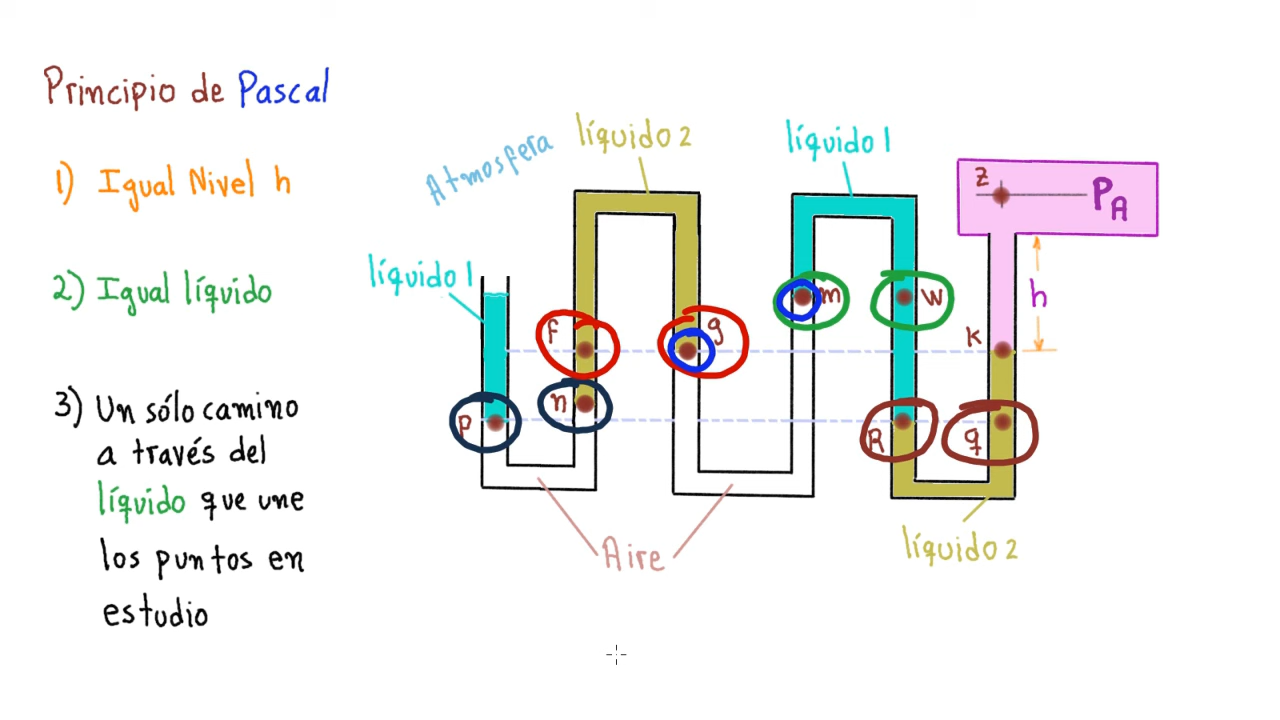 Principio de Pascal
1) Igual Nivel h
2) Igual líquido
3) Un sólo camino
a través del
líquido que une
los puntos en
estudio
Atmosfera
líquido 2
líquido 1
líquido 1
z
PA
h
f
g
m
w
k
p
n
R
q
Aire
líquido 2